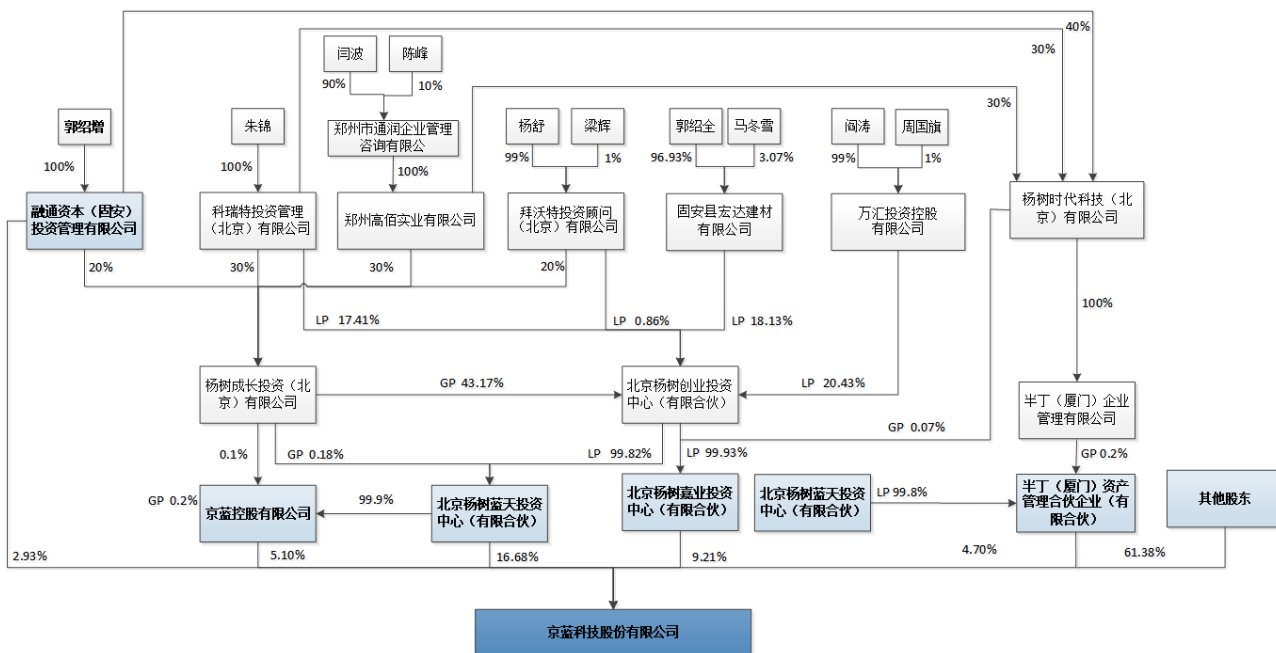 40%
30%
闫波
陈峰
90%
10%
30%
郭绍增
朱锦
郑州市通润企业管理
咨询有限公
杨舒
梁辉
郭绍全
马冬雪
阎涛
周国旗
100%
100%
100%
99%
1%
96.93%
3.07%
99%
1%
融通资本（固安）
投资管理有限公司
科瑞特投资管理
（北京）有限公司
郑州高佰实业有限公司
拜沃特投资顾问
（北京）有限公司
固安县宏达建材
有限公司
万汇投资控股
有限公司
杨树时代科技（北
京）有限公司
20%
30%
30%
20%
100%
LP 17.41%
LP 0.86%
LP 18.13%
杨树成长投资（北
京）有限公司
GP 43.17%
北京杨树创业投资
中心（有限合伙）
LP 20.43%
半丁（厦门）企业
管理有限公司
GP 0.07%
0.1%
GP 0.18%
LP 99.82%
LP 99.93%
GP 0.2%
GP 0.2%
京蓝控股有限公司
99.9%
北京杨树蓝天投资
中心（有限合伙）
北京杨树嘉业投资
中心（有限合伙）
北京杨树蓝天投资
中心（有限合伙）
LP 99.8%
半丁（厦门）资产
管理合伙企业（有
限合伙）
其他股东
2.93%
5.10%
16.68%
9.21%
4.70%
61.38%
京蓝科技股份有限公司